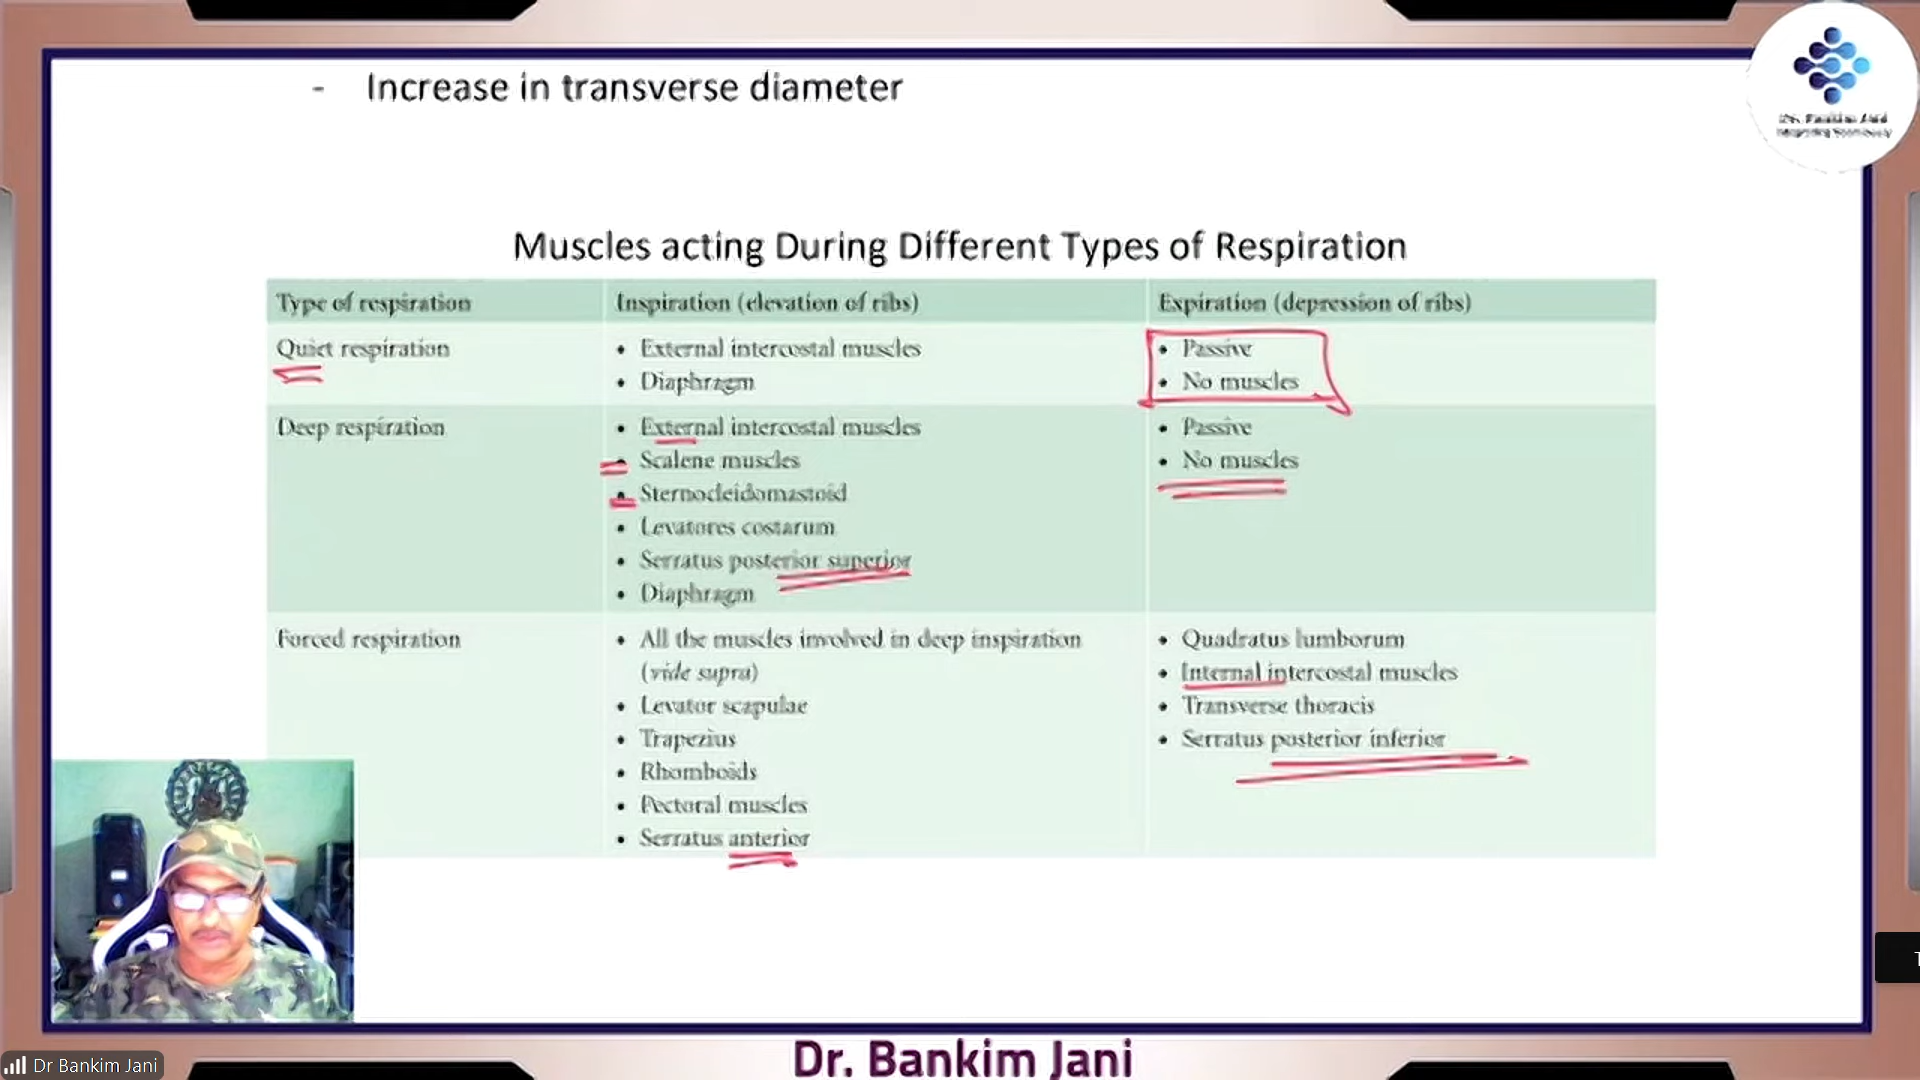 - Increase in transverse diameter
Muscles acting During Different Types of Respiration
Type of respiration
Inspiration (elevation of ribs)
Expiration (depression of ribs)
Quiet respiration
• External intercostal muscles
• Diaphragm
• Passive
• No muscles
Deep respiration
• External intercostal muscles
• Scalene muscles
• Sternocleidomastoid
• Levatores costarum
• Serratus posterior superior
• Diaphragm
• Passive
• No muscles
Forced respiration
• All the muscles involved in deep inspiration
(vide supra)
• Levator scapulae
• Trapezius
• Rhomboids
• Pectoral muscles
• Serratus anterior
• Quadratus lumborum
• Internal intercostal muscles
• Transverse thoracis
• Serratus posterior inferior
Dr. Bankim Jani
Dr. Bankim Jani
Dr Bankim Jani